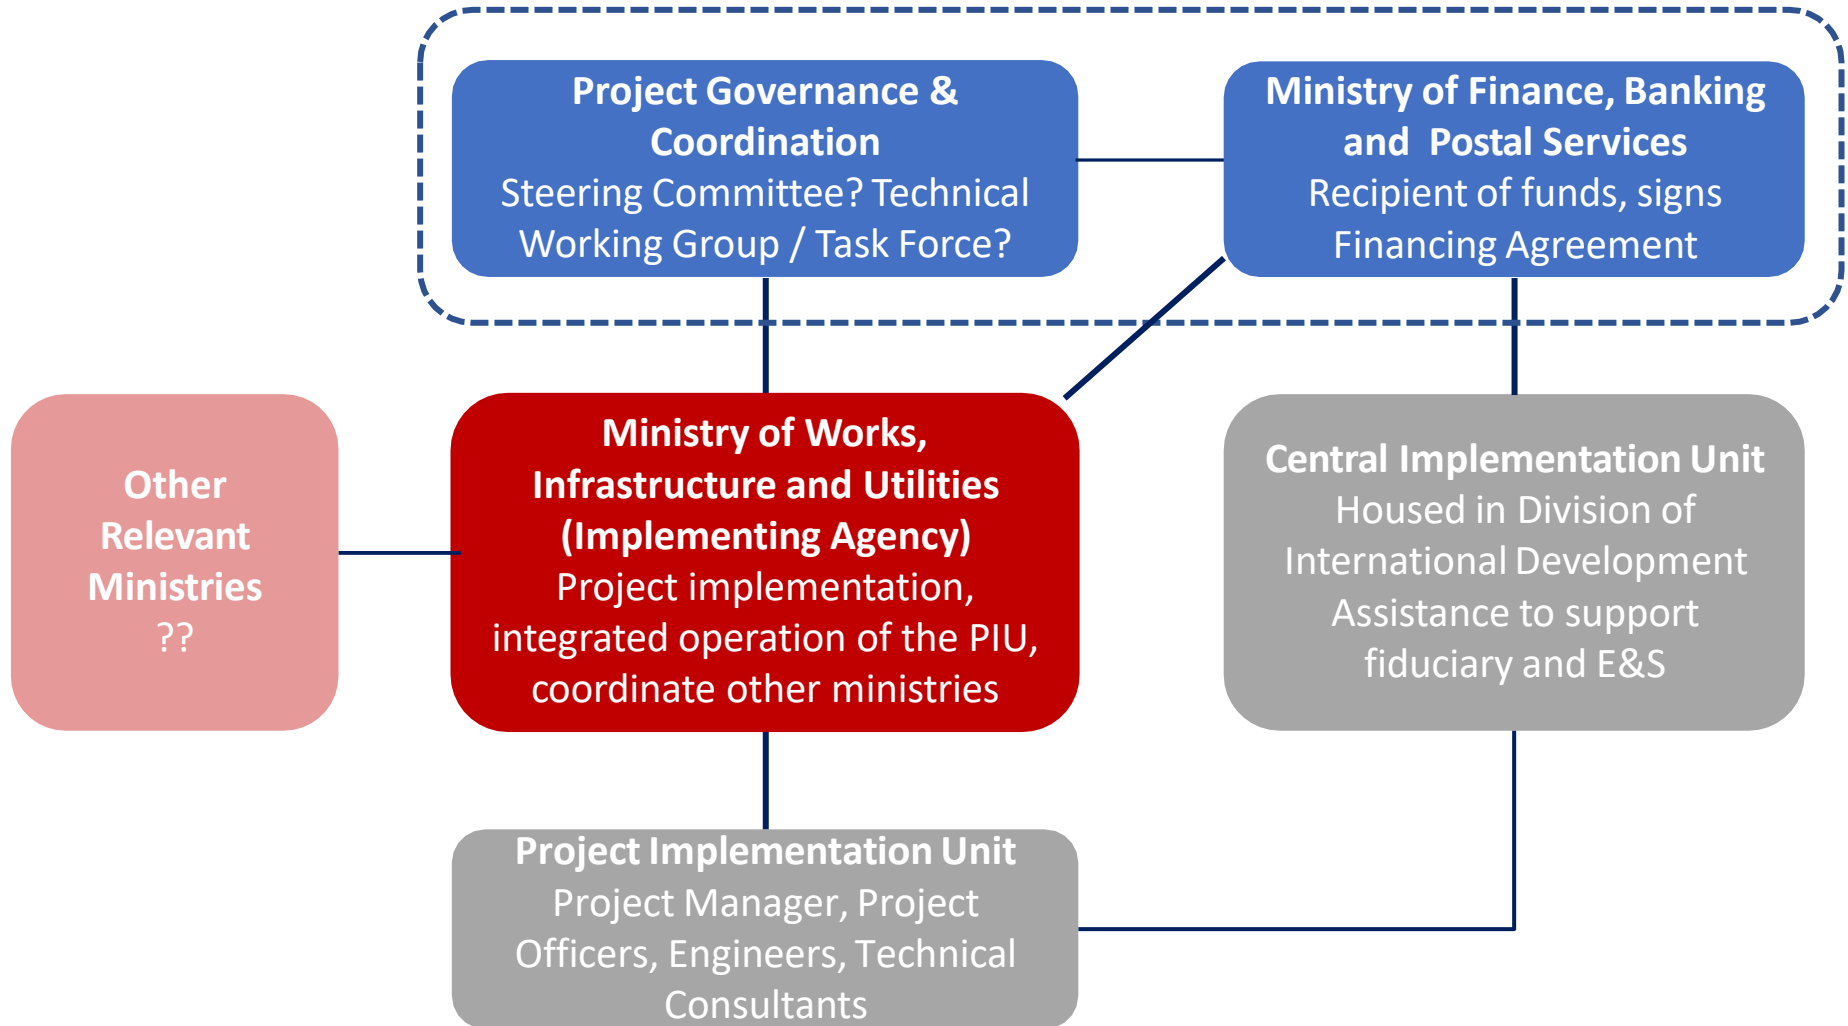 Project Governance &
Coordination
Steering Committee? Technical
Working Group / Task Force?
Ministry of Finance, Banking
and Postal Services
Recipient of funds, signs
Financing Agreement
Other
Relevant
Ministries
??
Ministry of Works,
Infrastructure and Utilities
(Implementing Agency)
Project implementation,
integrated operation of the PIU,
coordinate other ministries
Central Implementation Unit
Housed in Division of
International Development
Assistance to support
fiduciary and E&S
Project Implementation Unit
Project Manager, Project
Officers, Engineers, Technical
Consultants